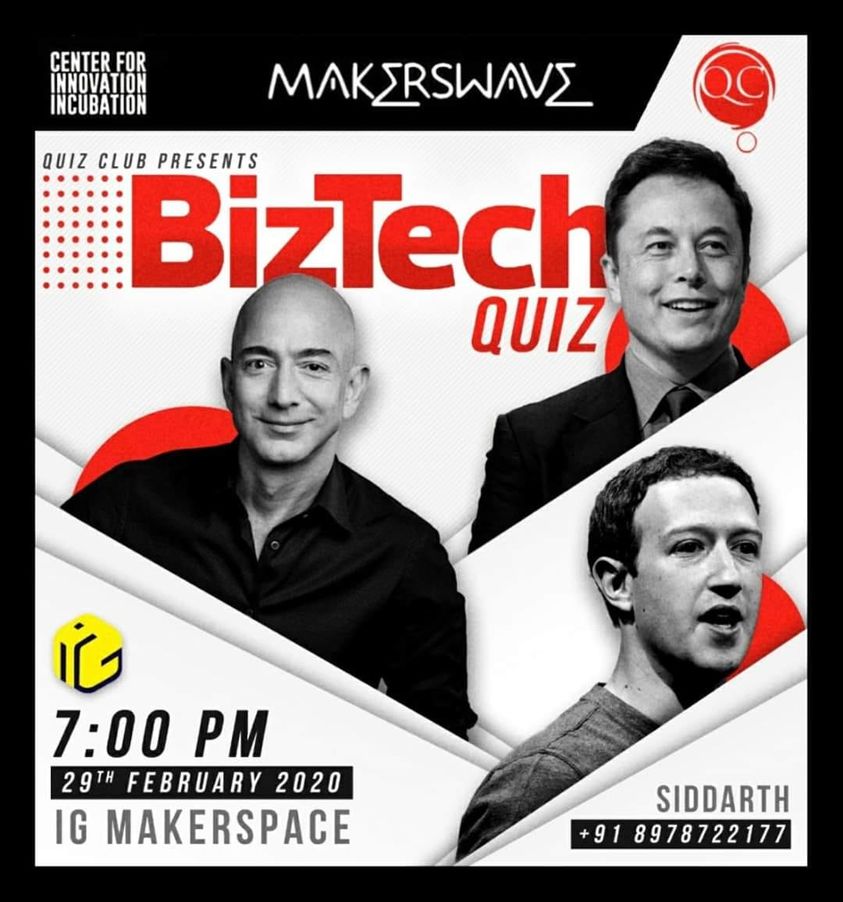 CENTER FOR
INNOVATION
INCUBATION
MAKERSWAVE
QC
QUIZ CLUB PRESENTS
BizTech
QUIZ
IG
7:00 PM
29TH FEBRUARY 2020
IG MAKERSPACE
SIDDARTH
+91 8978722177